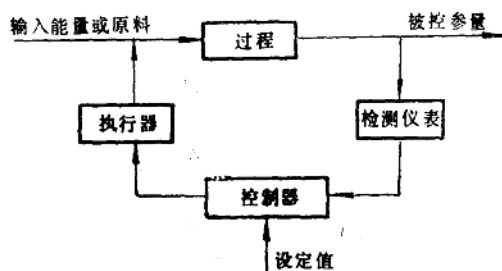 输入能量或原料
过程
被控参量
执行器
检测仪表
控制器
设定值